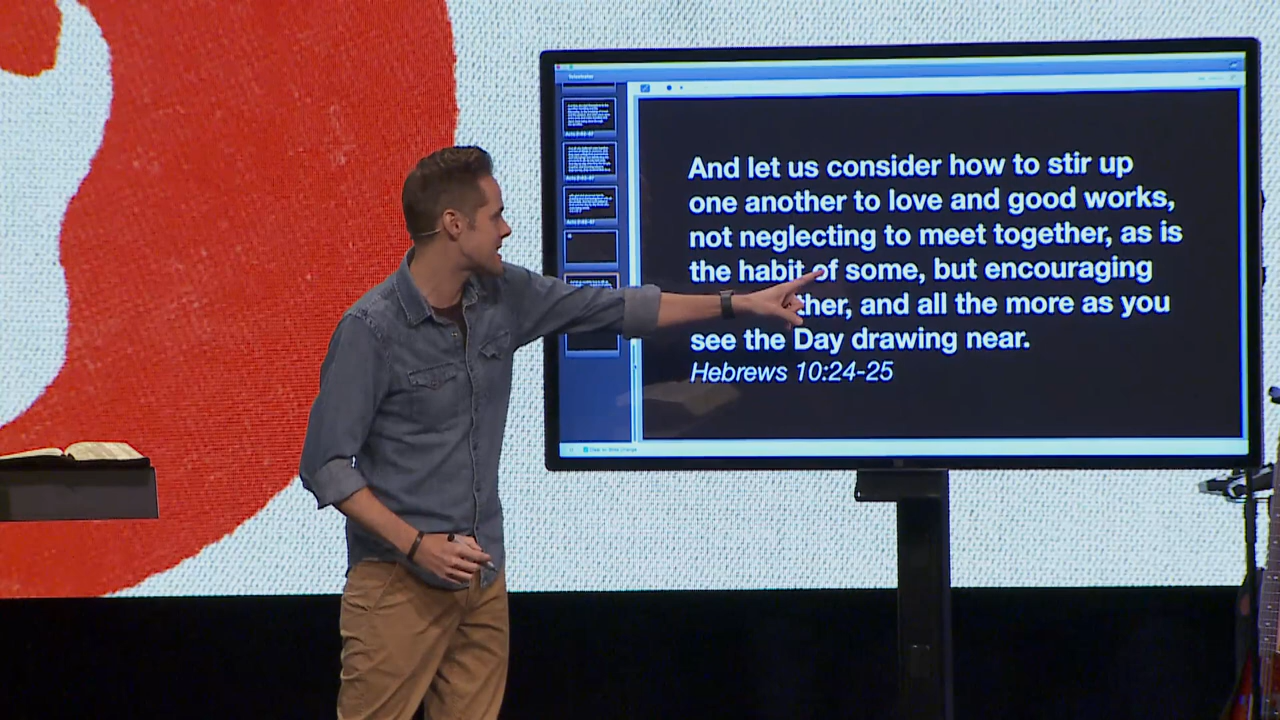 And let us consider how to stir up
one another to love and good works,
not neglecting to meet together, as is
the habit of some, but encouraging
ther, and all the more as you
see the Day drawing near.
Hebrews 10:24-25